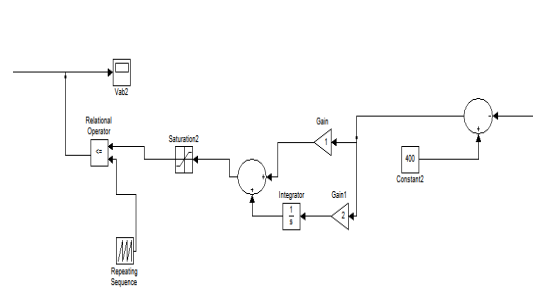 Vab2
Relational
Operator
<=
Saturation2
Gain
1
400
Constant2
Integrator
1
s
Gain1
2
Repeating
Sequence